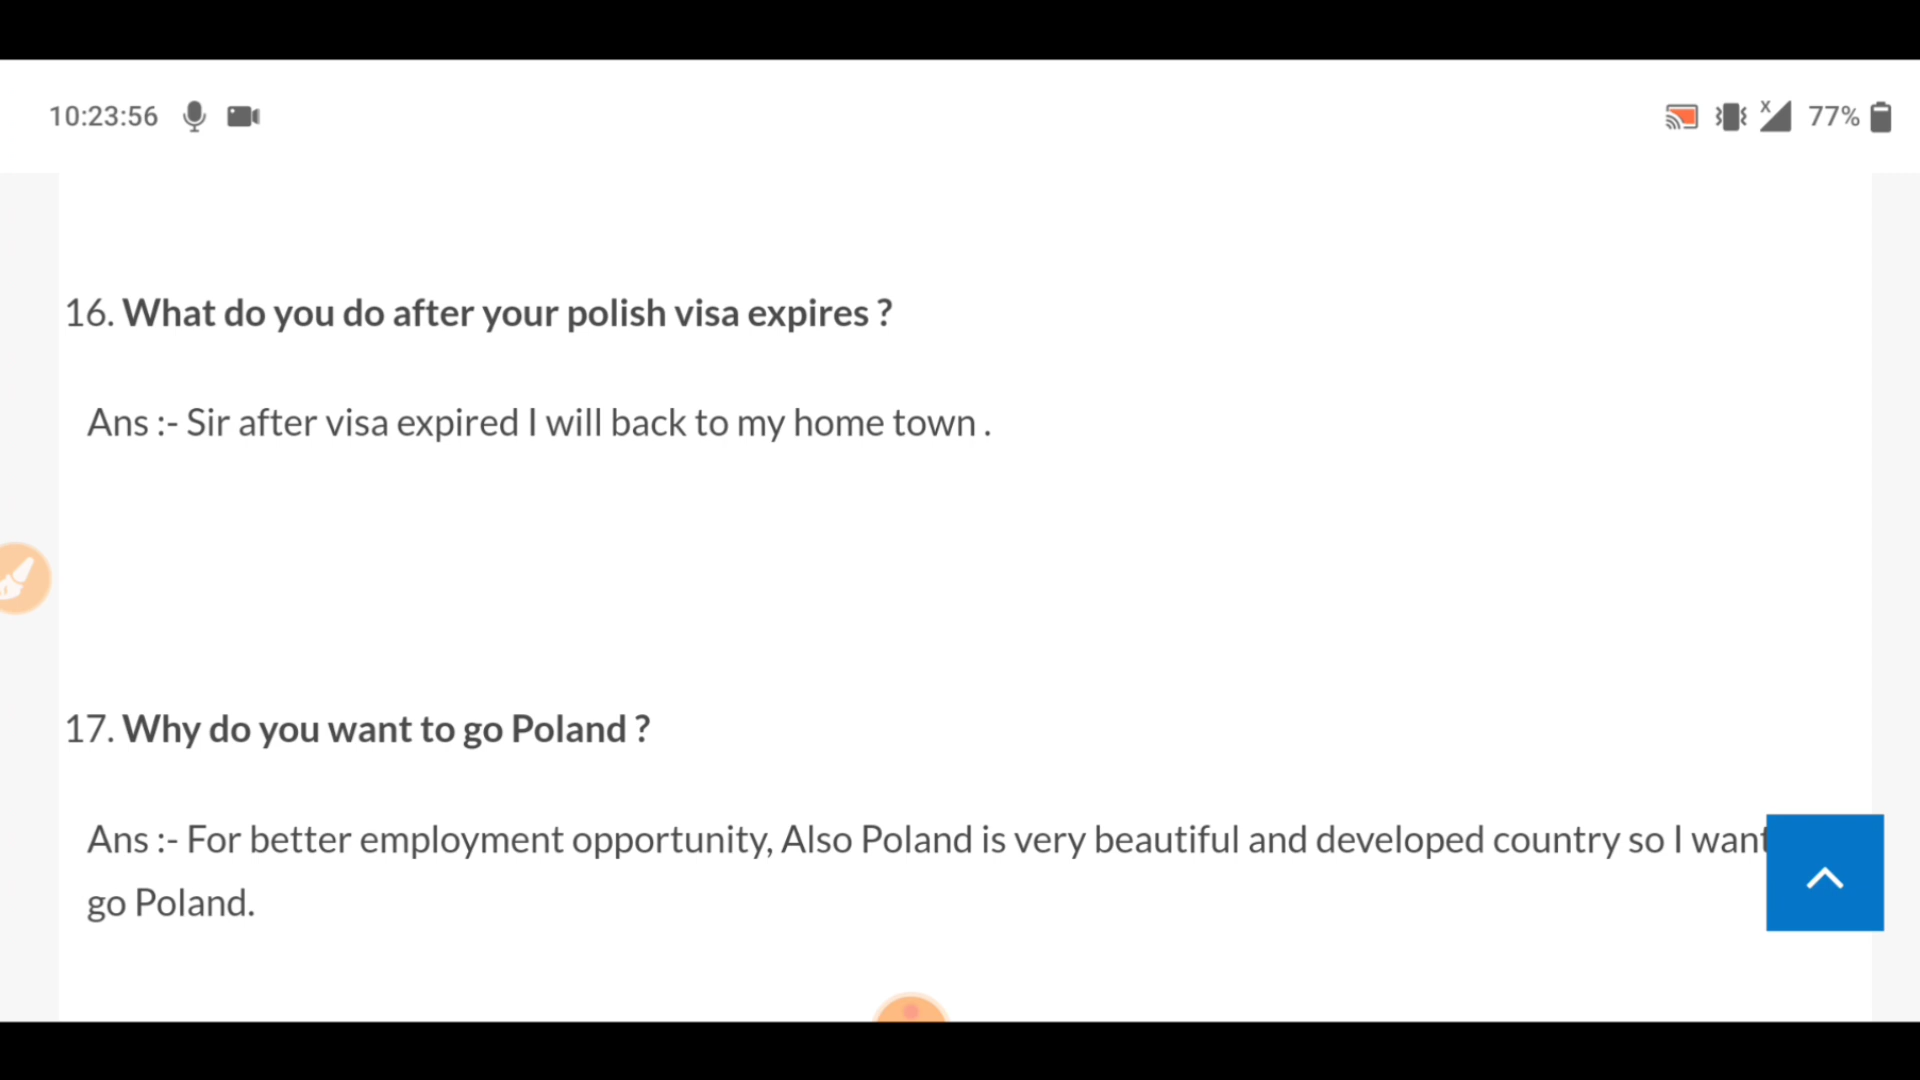 10:23:56
77%
16. What do you do after your polish visa expires ?
Ans :- Sir after visa expired I will back to my home town .
17. Why do you want to go Poland ?
Ans :- For better employment opportunity, Also Poland is very beautiful and developed country so I want
go Poland.